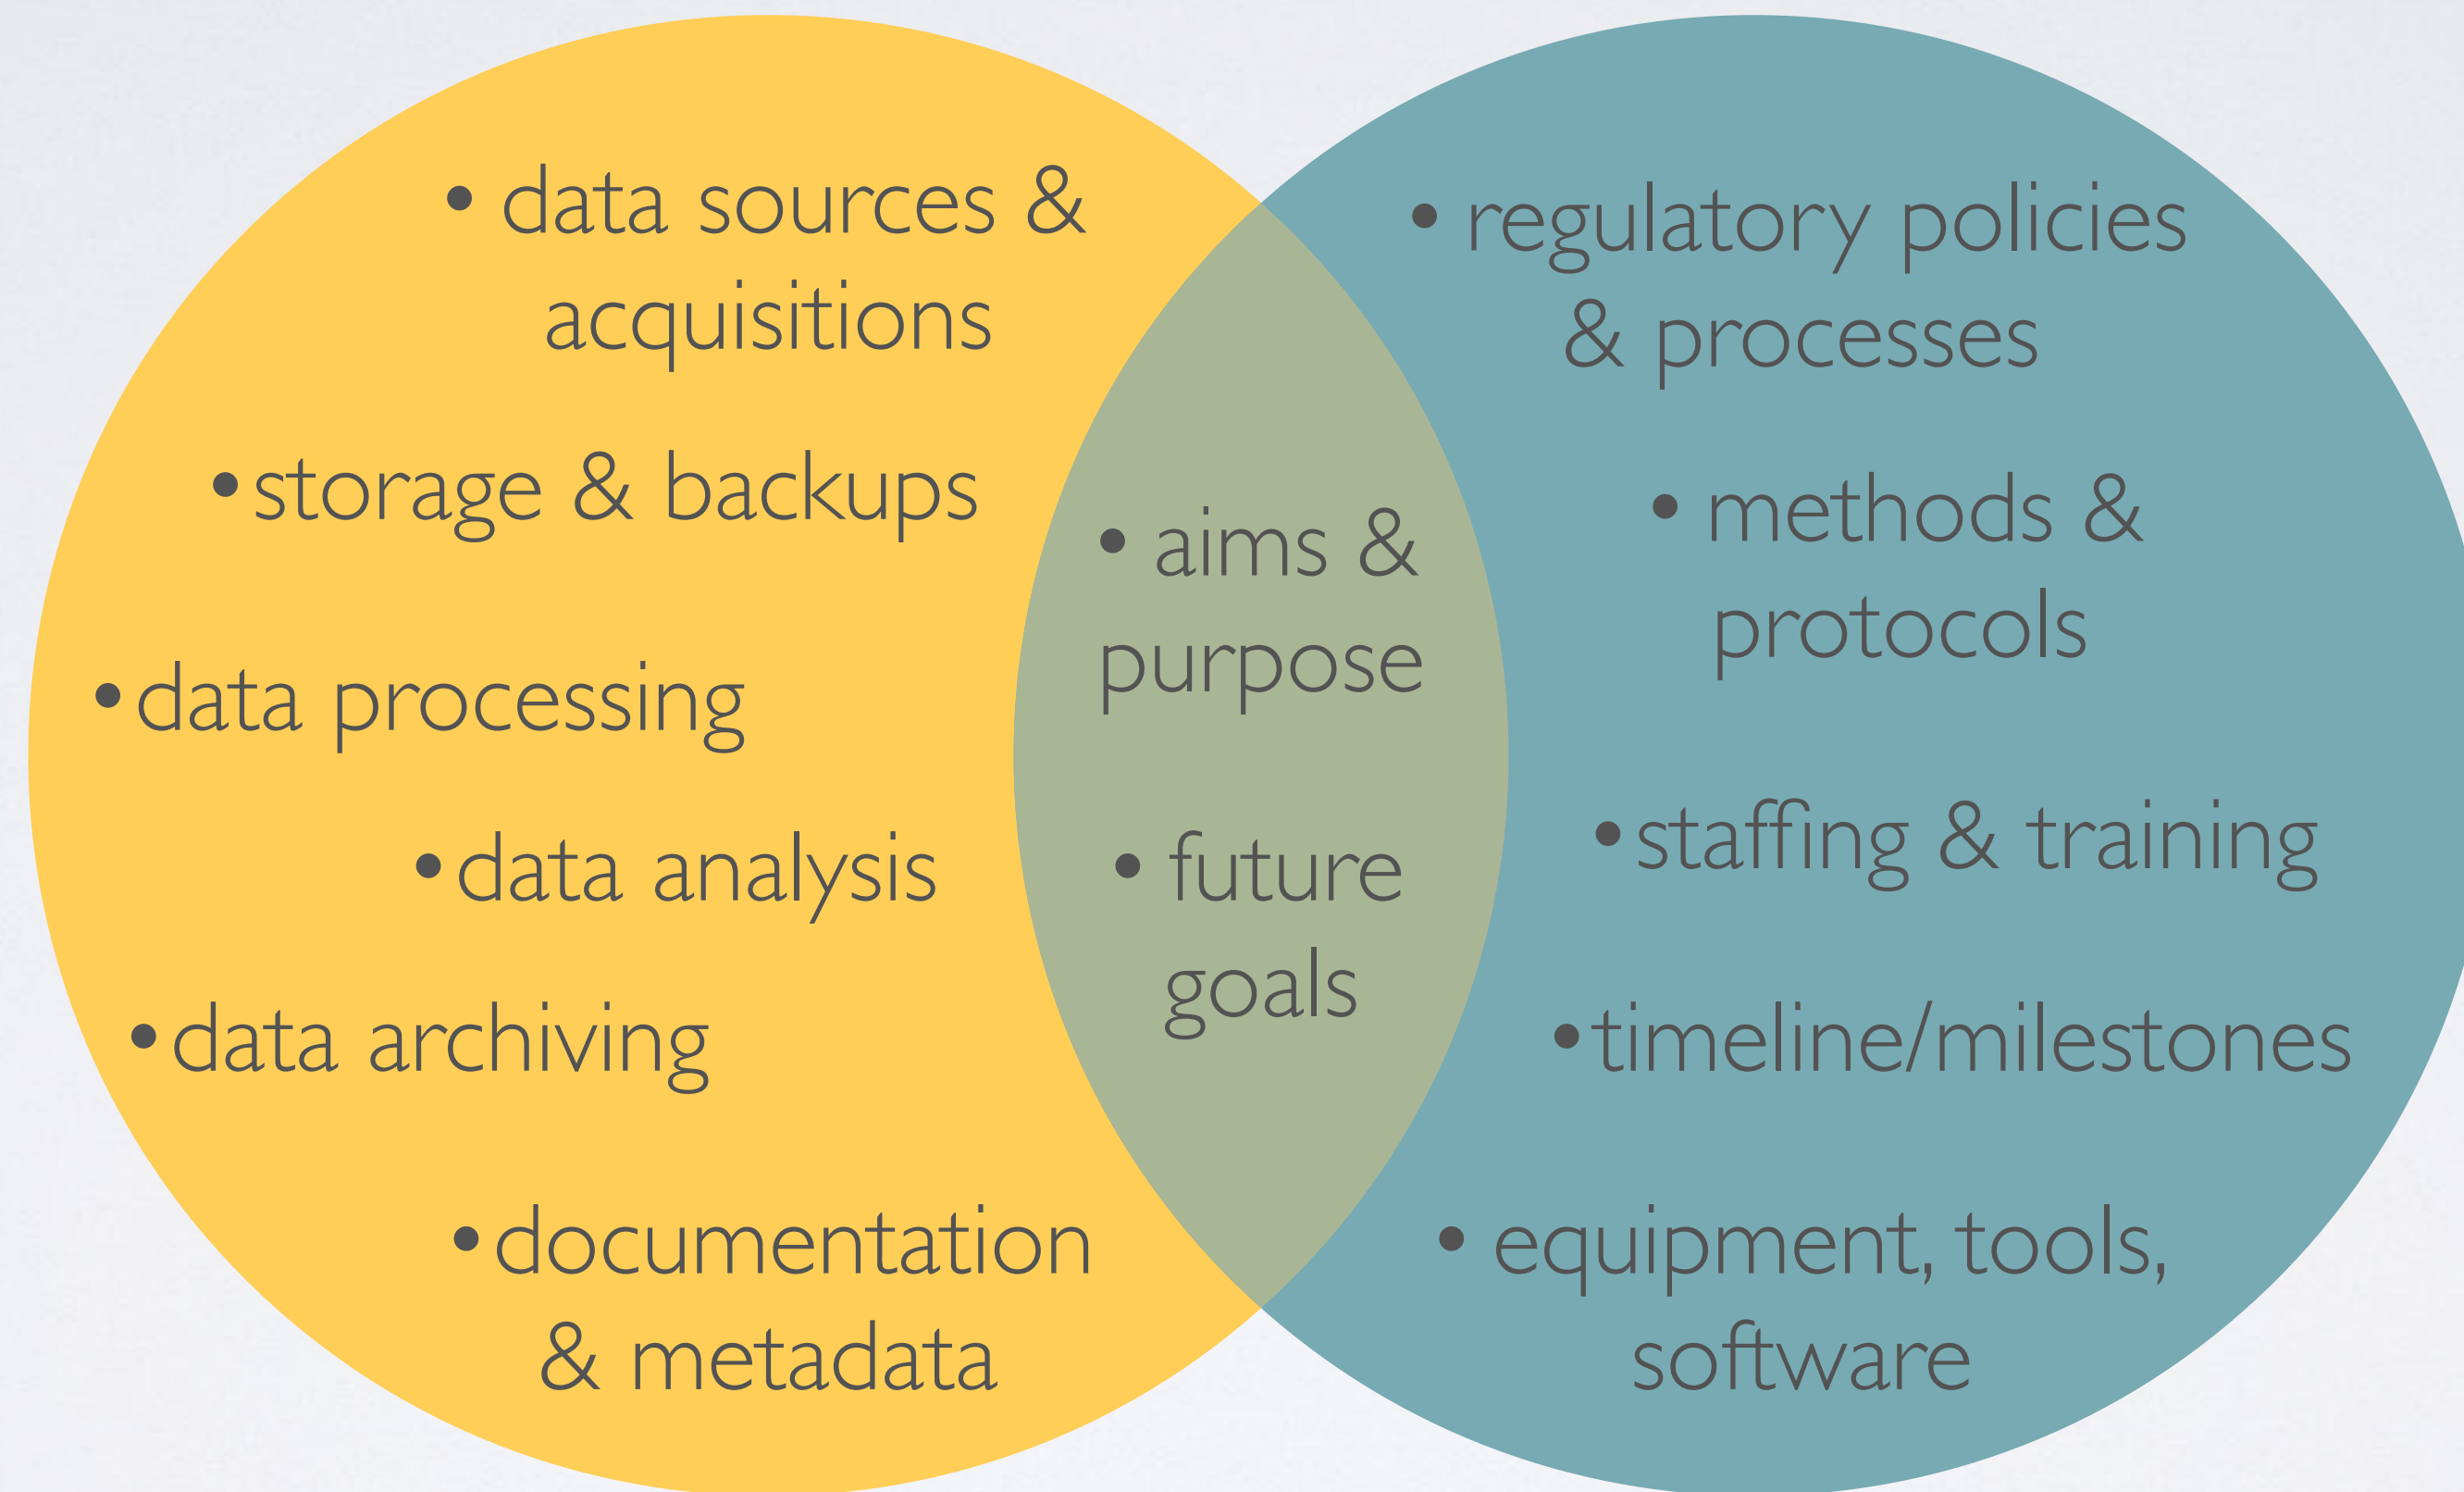 • data sources &
acquisitions
• storage & backups
• data processing
• data analysis
• data archiving
• documentation
& metadata
• aims &
purpose
• future
goals
• regulatory policies
& processes
• methods &
protocols
• staffing & training
• timeline/milestones
• equipment, tools,
software